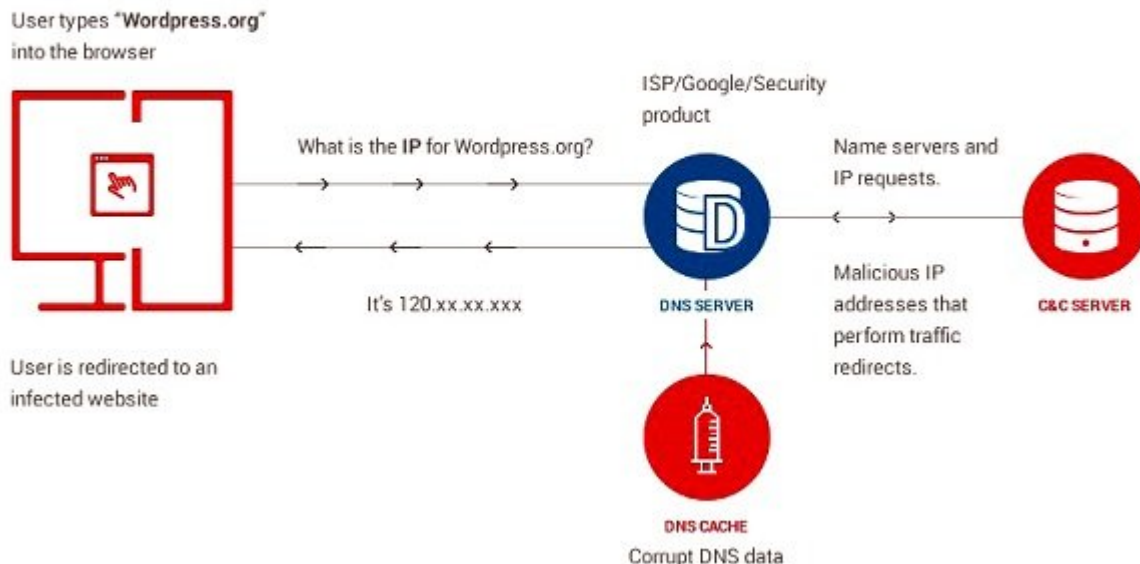 User types “Wordpress.org”
into the browser
ISP/Google/Security
product
What is the IP for Wordpress.org?
Name servers and
IP requests.
D
It's 120.xx.xx.xxx
DNS SERVER
Malicious IP
addresses that
perform traffic
redirects.
C&C SERVER
User is redirected to an
infected website
DNS CACHE
Corrupt DNS data